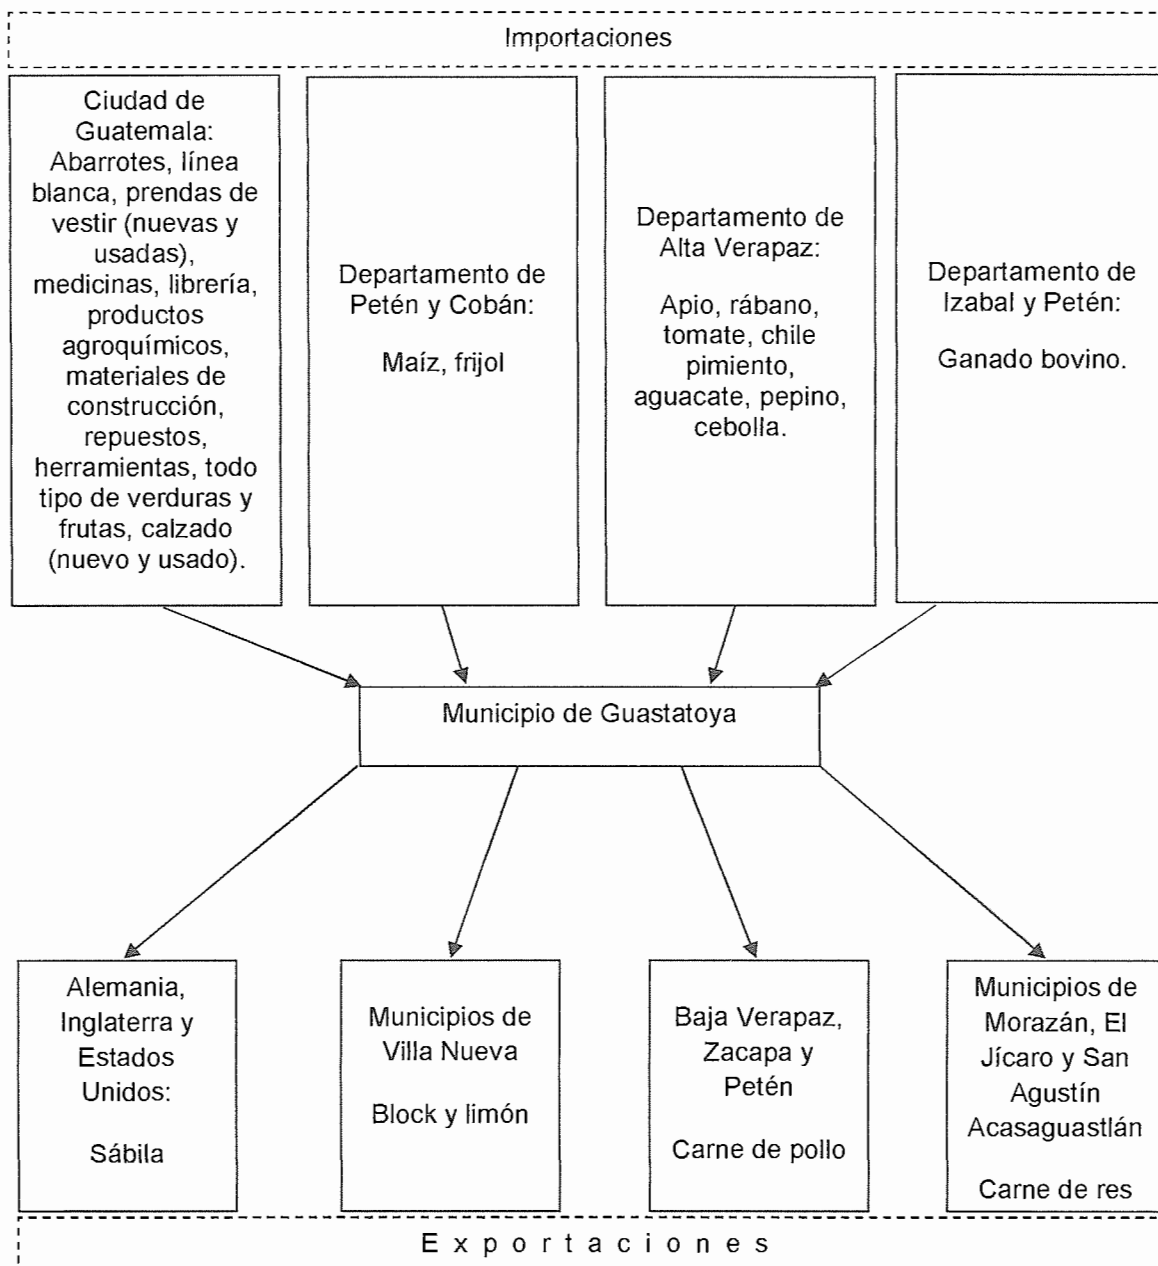 Importaciones
Ciudad de
Guatemala:
Abarrotes, línea
blanca, prendas de
vestir (nuevas y
usadas),
medicinas, librería,
productos
agroquímicos,
materiales de
construcción,
repuestos,
herramientas, todo
tipo de verduras y
frutas, calzado
(nuevo y usado).
Departamento de
Petén y Cobán:
Maíz, frijol
Departamento de
Alta Verapaz:
Apio, rábano,
tomate, chile
pimiento,
aguacate, pepino,
cebolla.
Departamento de
Izabal y Petén:
Ganado bovino.
Municipio de Guastatoya
Alemania,
Inglaterra y
Estados
Unidos:
Sábila
Municipios de
Villa Nueva
Block y limón
Baja Verapaz,
Zacapa y
Petén
Carne de pollo
Municipios de
Morazán, El
Jícaro y San
Agustín
Acasaguastlán
Carne de res
Exportaciones